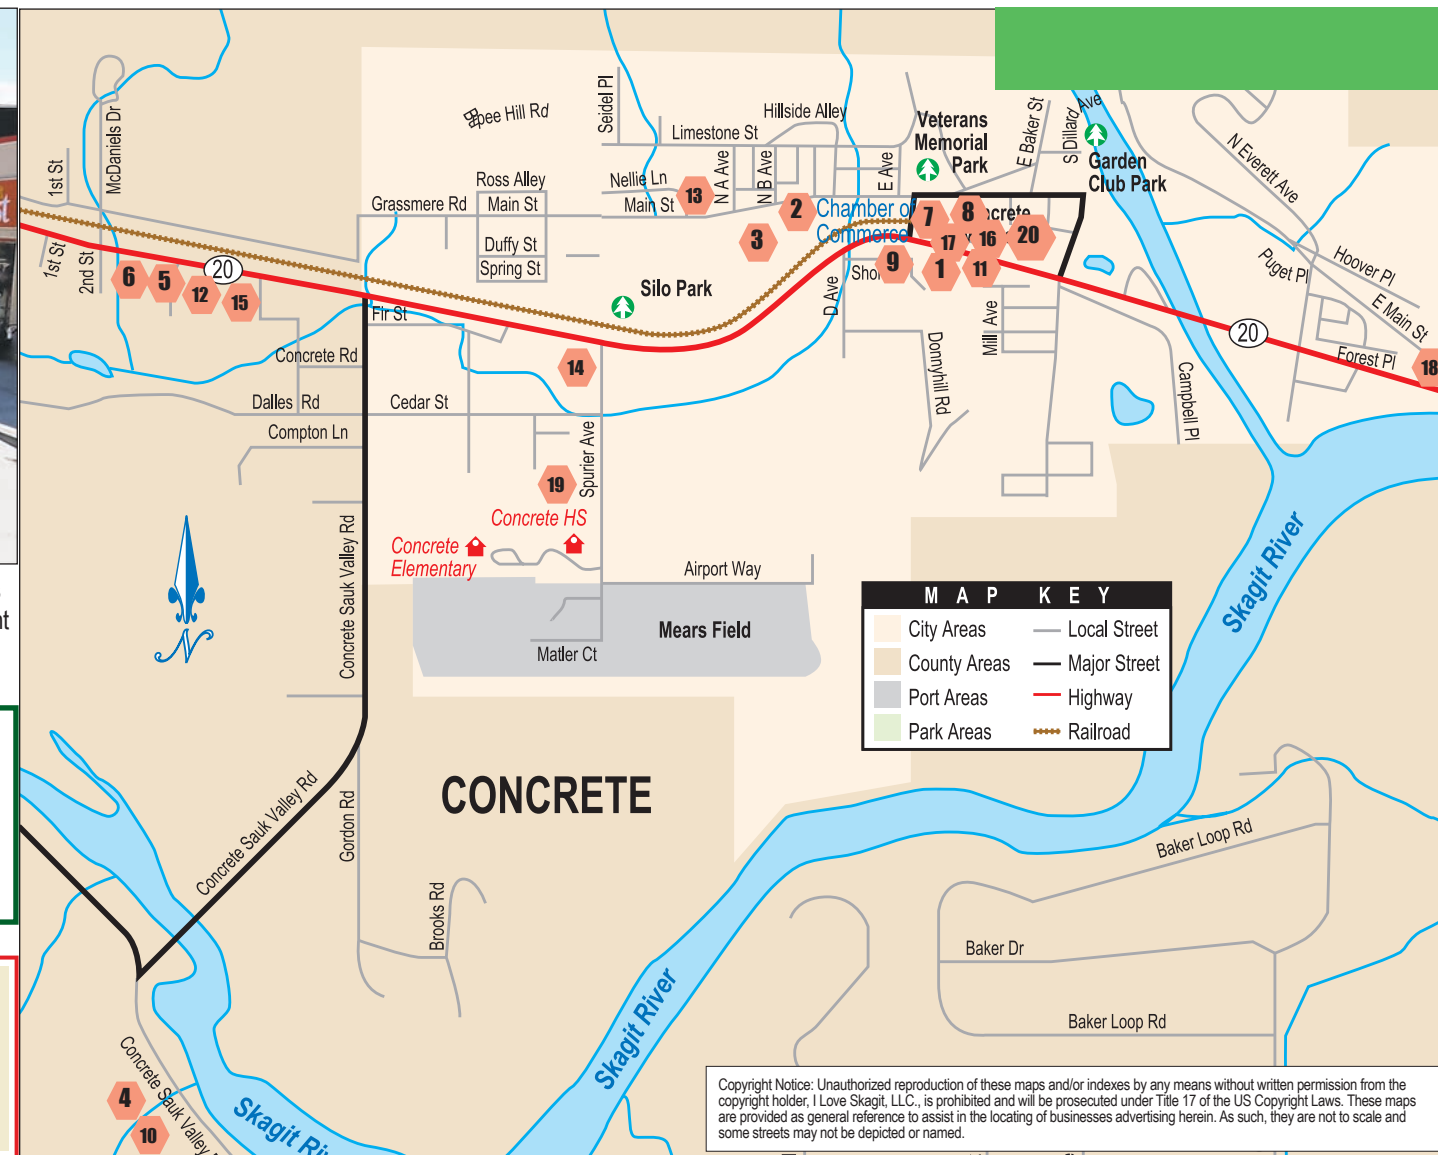 Seidel Pl
Hillside Alley
Limestone St
Veterans
Memorial
Park
E Baker St
S Dillard Ave
Garden
Club Park
N Everett Ave
McDaniels Dr
1st St
Ross Alley
Main St
Grassmere Rd
Duffy St
Spring St
Nellie Ln
Main St
13
N A Ave
N B Ave
E Ave
2
3
Chamber of
Commerce
7
8
17
16
20
9
1
11
1st St
2nd St
6
5
12
15
20
Silo Park
D Ave
Mill Ave
Puget Pl
Hoover Pl
E Main St
20
Forest Pl
18
Fir St
Concrete Rd
14
Donnyhill Rd
Campbell Pl
Dalles Rd
Cedar St
Compton Ln
Spurier Ave
19
Concrete HS
Concrete
Elementary
Concrete Sauk Valley Rd
Airport Way
Mears Field
Matler Ct
N
Skagit River
MAP KEY
City Areas
Local Street
County Areas
Major Street
Port Areas
Highway
Park Areas
Railroad
CONCRETE
Concrete Sauk Valley Rd
Gordon Rd
Brooks Rd
Baker Loop Rd
Baker Dr
Baker Loop Rd
Skagit River
Concrete Sauk Valley
4
10
Skagit
Copyright Notice: Unauthorized reproduction of these maps and/or indexes by any means without written permission from the
copyright holder, I Love Skagit, LLC., is prohibited and will be prosecuted under Title 17 of the US Copyright Laws. These maps
are provided as general reference to assist in the locating of businesses advertising herein. As such, they are not to scale and
some streets may not be depicted or named.